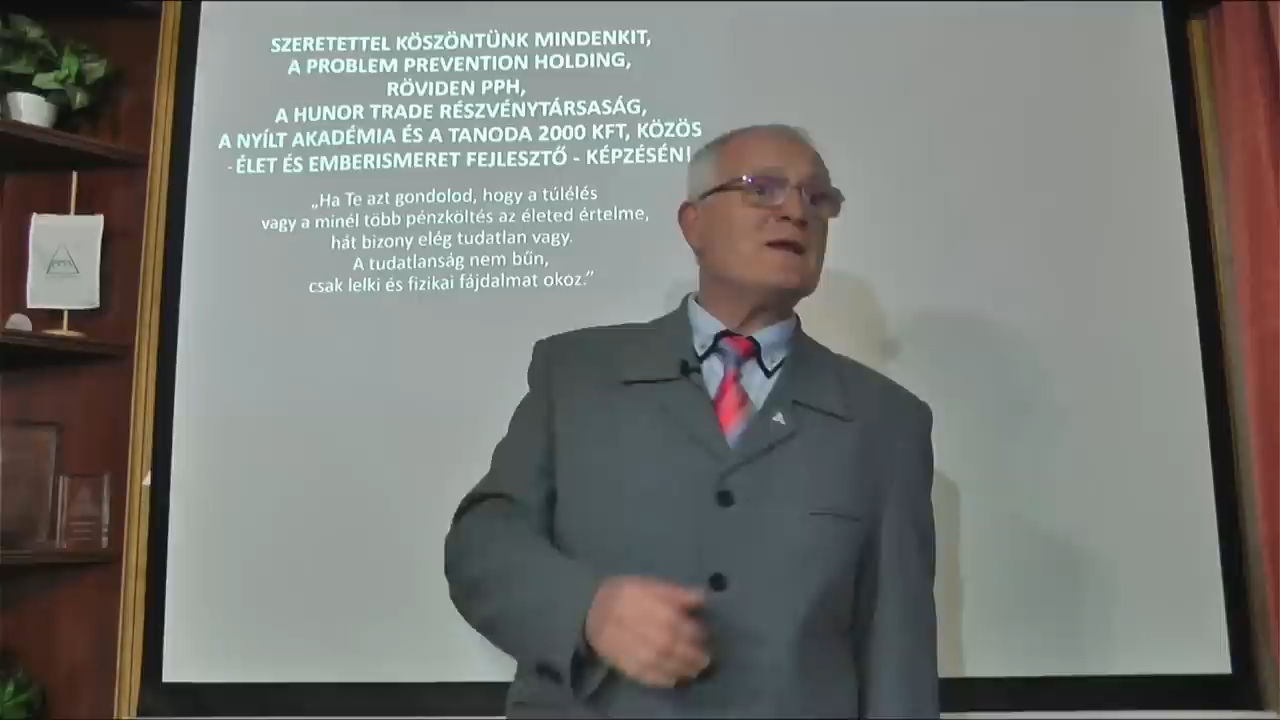 SZERETETTEL KÖSZÖNTÜNK MINDENKIT,
A PROBLEM PREVENTION HOLDING,
RÖVIDEN PPH,
A HUNOR TRADE RÉSZVÉNYTÁRSASÁG,
A NYÍLT AKADÉMIA ÉS A TANODA 2000 KFT, KÖZÖS
- ÉLET ÉS EMBERISMERET FEJLESZTŐ - KÉPZÉSÉN!
„Ha Te azt gondolod, hogy a túlélés
vagy a minél több pénzköltés az életed értelme,
hát bizony elég tudatlan vagy.
A tudatlanság nem bűn,
csak lelki és fizikai fájdalmat okoz.”